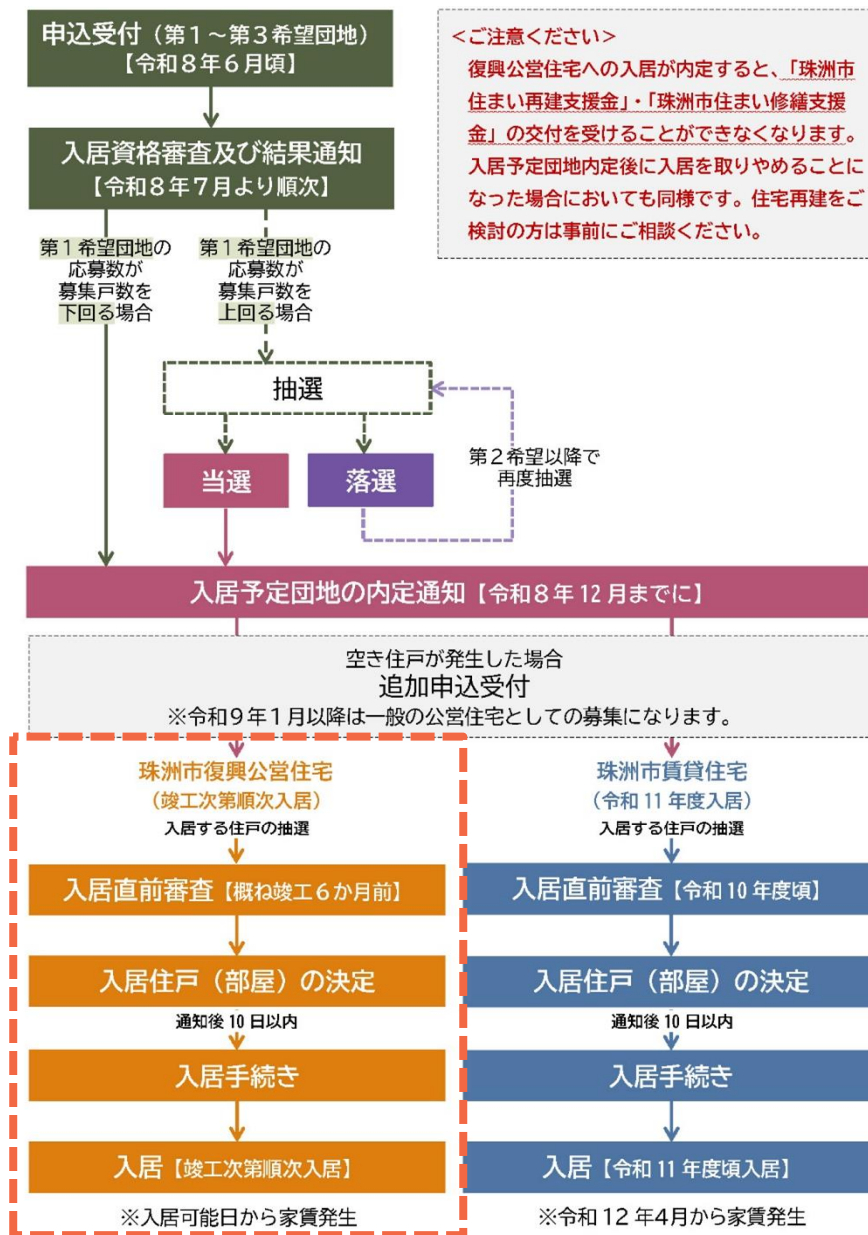 申込受付（第１～第３希望団地）
【令和８年６月頃】
＜ご注意ください＞
復興公営住宅への入居が内定すると、「珠洲市
住まい再建支援金」・「珠洲市住まい修繕支援
金」の交付を受けることができなくなります。
入居予定団地内定後に入居を取りやめることに
なった場合においても同様です。住宅再建をご
検討の方は事前にご相談ください。
入居資格審査及び結果通知
【令和８年７月より順次】
第１希望団地の
応募数が
募集戸数を
下回る場合
第１希望団地の
応募数が
募集戸数を
上回る場合
抽選
当選
落選
第２希望以降で
再度抽選
入居予定団地の内定通知【令和８年12月までに】
空き住戸が発生した場合
追加申込受付
※令和９年１月以降は一般の公営住宅としての募集になります。
珠洲市復興公営住宅
（竣工次第順次入居）
入居する住戸の抽選
入居直前審査【概ね竣工６か月前】
入居住戸（部屋）の決定
通知後10日以内
入居手続き
入居【竣工次第順次入居】
※入居可能日から家賃発生
珠洲市賃貸住宅
（令和11年度入居）
入居する住戸の抽選
入居直前審査【令和10年度頃】
入居住戸（部屋）の決定
通知後10日以内
入居手続き
入居【令和11年度頃入居】
※令和12年4月から家賃発生